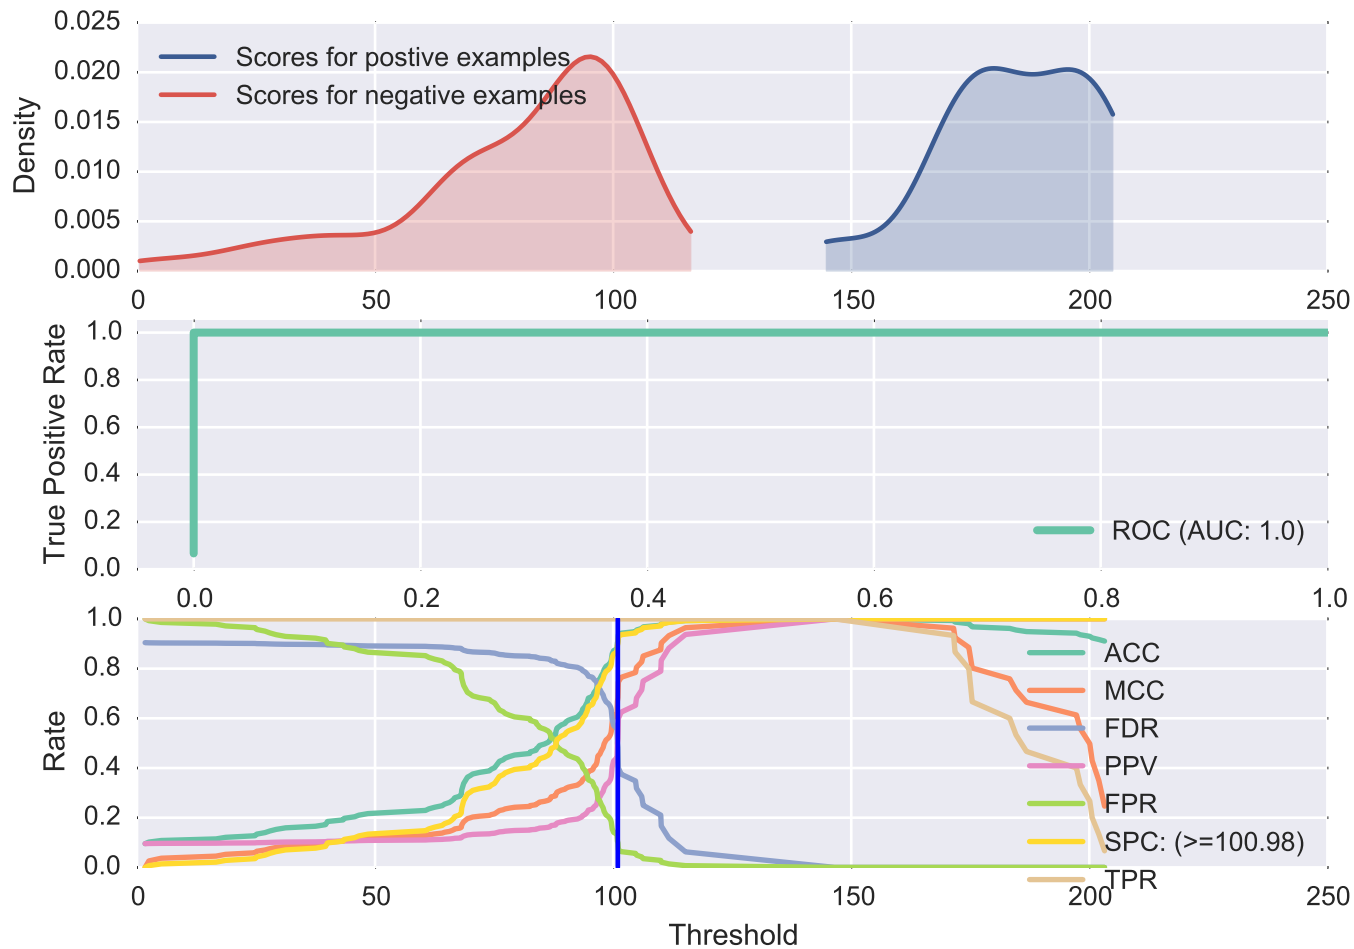 0.025
0.020
0.015
0.010
0.005
0.000
Density
Scores for postive examples
Scores for negative examples
0 50 100 150 200 250
1.0
0.8
0.6
0.4
0.2
0.0
True Positive Rate
ROC (AUC: 1.0)
0.0 0.2 0.4 0.6 0.8 1.0
1.0
0.8
0.6
0.4
0.2
0.0
Rate
ACC
MCC
FDR
PPV
FPR
SPC: (>=100.98)
TPR
0 50 100 150 200 250
Threshold